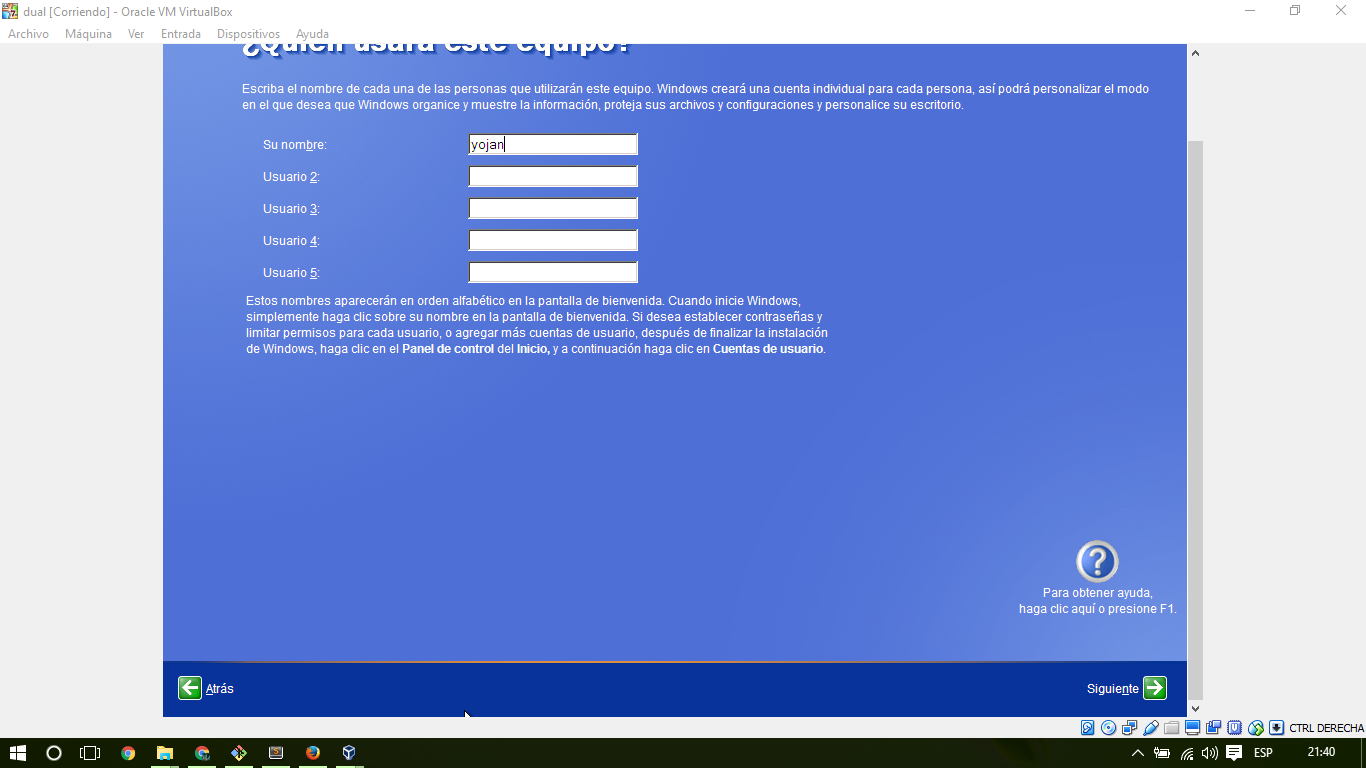 dual [Corriendo] - Oracle VM VirtualBox
Archivo Máquina Ver Entrada Dispositivos Ayuda
¿Quién usará este equipo?
Escriba el nombre de cada una de las personas que utilizarán este equipo. Windows creará una cuenta individual para cada persona, así podrá personalizar el modo
en el que desea que Windows organice y muestre la información, proteja sus archivos y configuraciones y personalice su escritorio.
Su nombre: yojan
Usuario 2:
Usuario 3:
Usuario 4:
Usuario 5:
Estos nombres aparecerán en orden alfabético en la pantalla de bienvenida. Cuando inicie Windows,
simplemente haga clic sobre su nombre en la pantalla de bienvenida. Si desea establecer contraseñas y
limitar permisos para cada usuario, o agregar más cuentas de usuario, después de finalizar la instalación
de Windows, haga clic en el Panel de control del Inicio, y a continuación haga clic en Cuentas de usuario.
Para obtener ayuda,
haga clic aquí o presione F1.
Atrás Siguiente
CTRL DERECHA
ESP 21:40